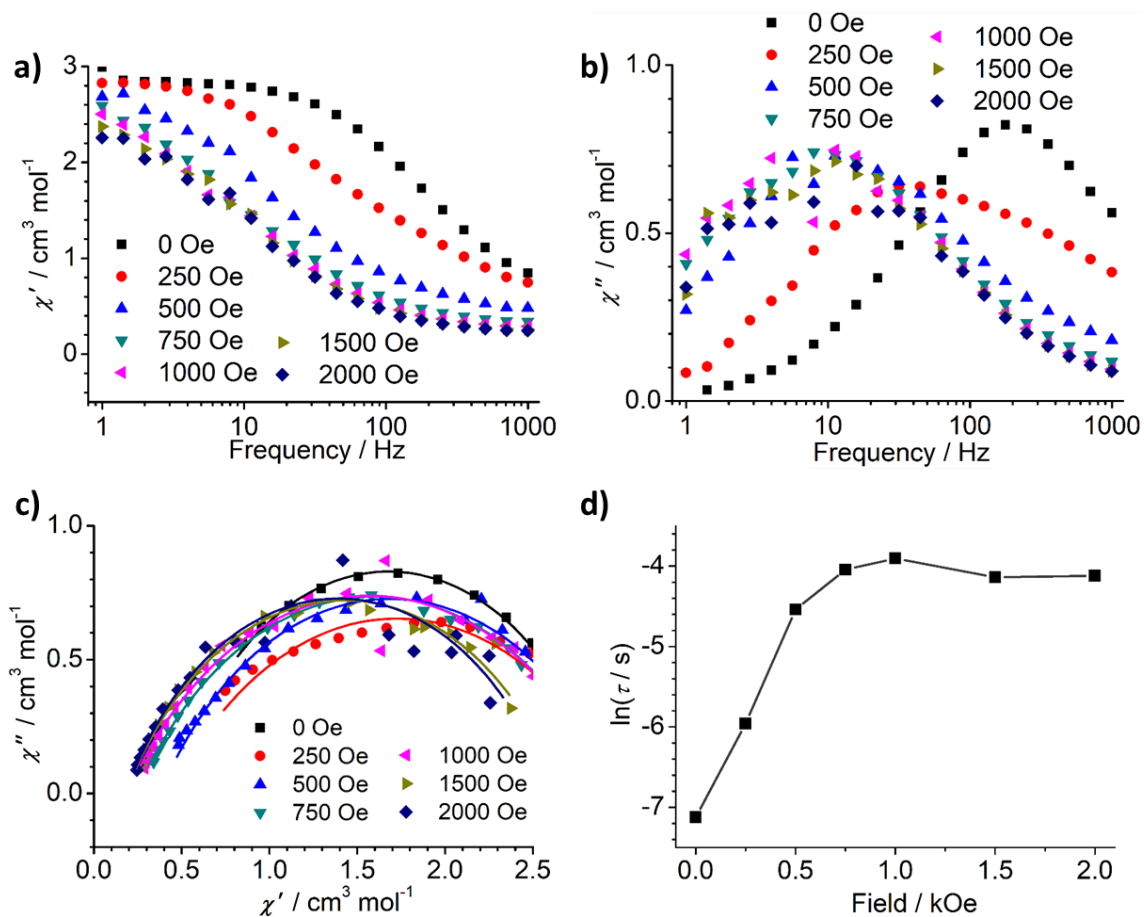 a)
3
2
1
0
χ′ / cm³ mol⁻¹
0 Oe
250 Oe
500 Oe
750 Oe
1000 Oe
1500 Oe
2000 Oe
1 10 100 1000
Frequency / Hz
b)
0 Oe
250 Oe
500 Oe
750 Oe
1000 Oe
1500 Oe
2000 Oe
1.0
0.5
0.0
χ″ / cm³ mol⁻¹
1 10 100 1000
Frequency / Hz
c)
1.0
0.5
0.0
χ″ / cm³ mol⁻¹
0 Oe
250 Oe
500 Oe
750 Oe
1000 Oe
1500 Oe
2000 Oe
0.0 0.5 1.0 1.5 2.0 2.5
χ′ / cm³ mol⁻¹
d)
-4
-5
-6
-7
ln(τ / s)
0.0 0.5 1.0 1.5 2.0
Field / kOe